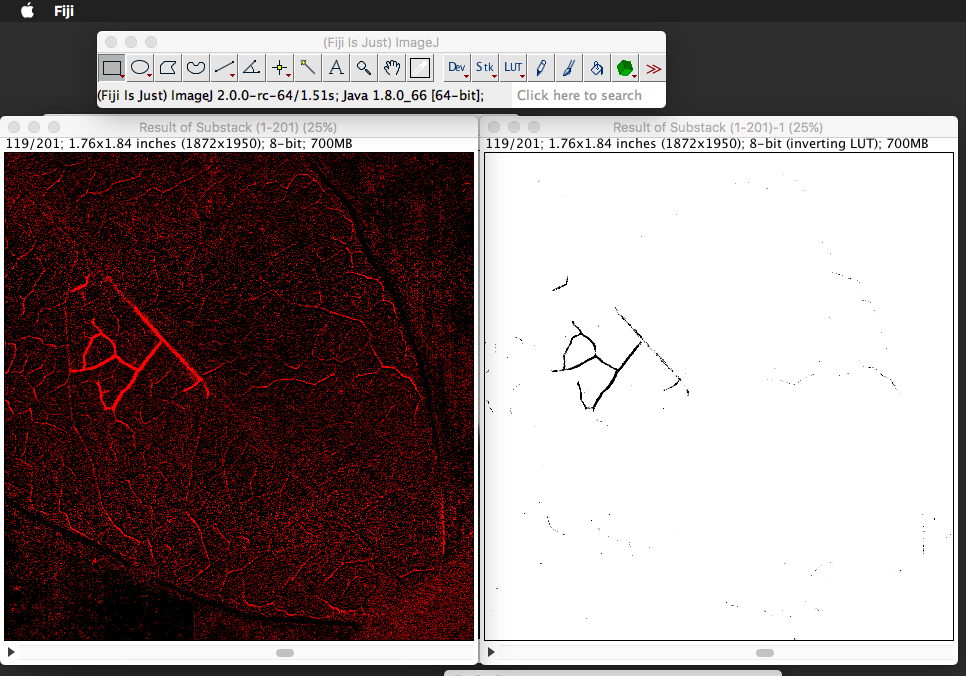 Fiji
(Fiji Is Just) ImageJ
Dev Stk LUT
(Fiji Is Just) ImageJ 2.0.0-rc-64/1.51s; Java 1.8.0_66 [64-bit];
Click here to search
Result of Substack (1-201) (25%)
119/201; 1.76x1.84 inches (1872x1950); 8-bit; 700MB
Result of Substack (1-201)-1 (25%)
119/201; 1.76x1.84 inches (1872x1950); 8-bit (inverting LUT); 700MB